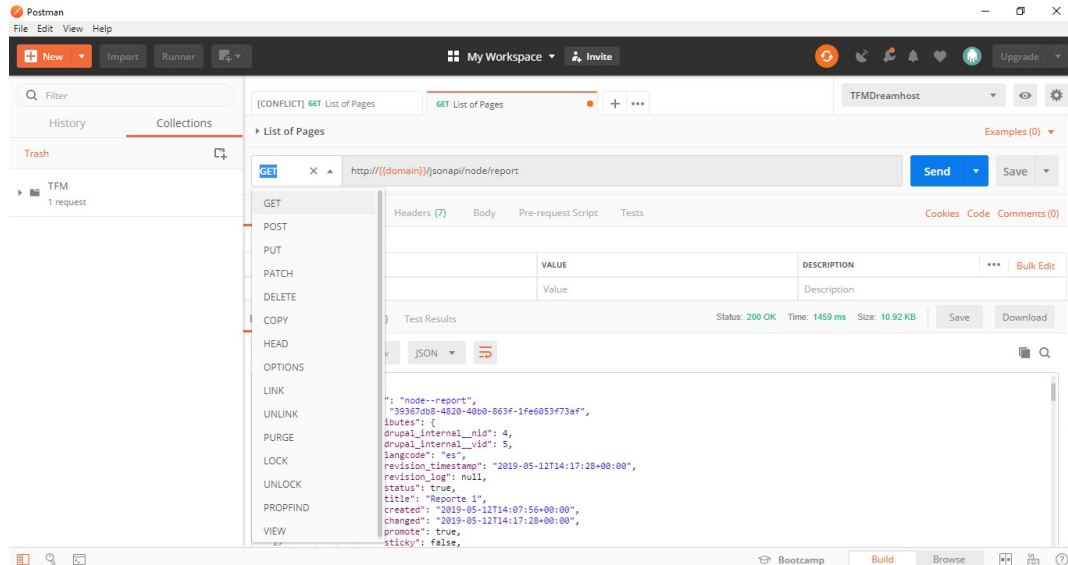 Postman
File Edit View Help
New Import Runner My Workspace Invite Upgrade
Filter
History Collections
Trash
TFM
1 request
[CONFLICT] GET List of Pages GET List of Pages TFMDreamhost
List of Pages Examples (0)
GET http://{{domain}}/jsonapi/node/report Send Save
GET
POST
PUT
PATCH
DELETE
COPY
HEAD
OPTIONS
LINK
UNLINK
PURGE
LOCK
UNLOCK
PROPFIND
VIEW
Headers (7) Body Pre-request Script Tests Cookies Code Comments (0)
VALUE DESCRIPTION Bulk Edit
Value Description
Test Results Status: 200 OK Time: 1459 ms Size: 10.92 KB Save Download
JSON
": "node--report",
"39367db8-4820-40b0-863f-1fe6053f73af",
ibutes": {
drupal_internal__nid": 4,
drupal_internal__vid": 5,
langcode": "es",
revision_timestamp": "2019-05-12T14:17:28+00:00",
revision_log": null,
status": true,
title": "Reporte 1",
created": "2019-05-12T14:07:56+00:00",
changed": "2019-05-12T14:17:28+00:00",
promote": true,
sticky": false,
Bootcamp Build Browse